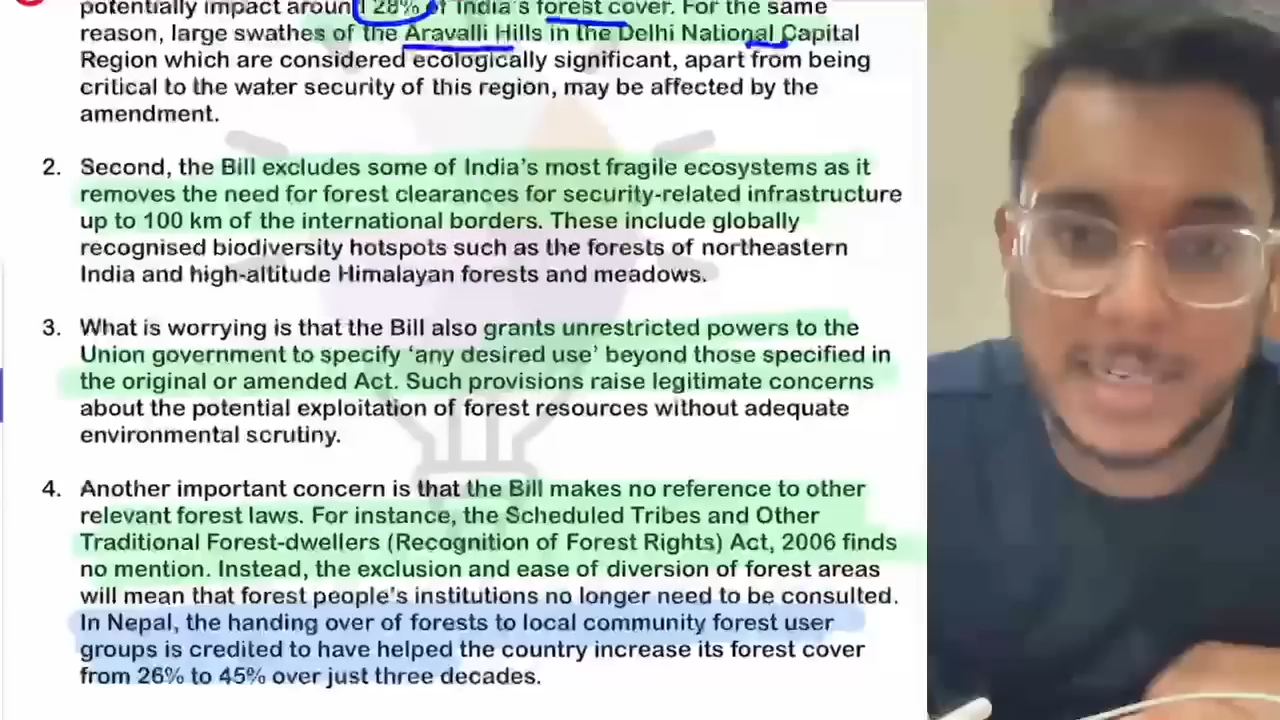 potentially impact around 28% of India's forest cover. For the same
reason, large swathes of the Aravalli Hills in the Delhi National Capital
Region which are considered ecologically significant, apart from being
critical to the water security of this region, may be affected by the
amendment.
2. Second, the Bill excludes some of India's most fragile ecosystems as it
removes the need for forest clearances for security-related infrastructure
up to 100 km of the international borders. These include globally
recognised biodiversity hotspots such as the forests of northeastern
India and high-altitude Himalayan forests and meadows.
3. What is worrying is that the Bill also grants unrestricted powers to the
Union government to specify ‘any desired use’ beyond those specified in
the original or amended Act. Such provisions raise legitimate concerns
about the potential exploitation of forest resources without adequate
environmental scrutiny.
4. Another important concern is that the Bill makes no reference to other
relevant forest laws. For instance, the Scheduled Tribes and Other
Traditional Forest-dwellers (Recognition of Forest Rights) Act, 2006 finds
no mention. Instead, the exclusion and ease of diversion of forest areas
will mean that forest people's institutions no longer need to be consulted.
In Nepal, the handing over of forests to local community forest user
groups is credited to have helped the country increase its forest cover
from 26% to 45% over just three decades.